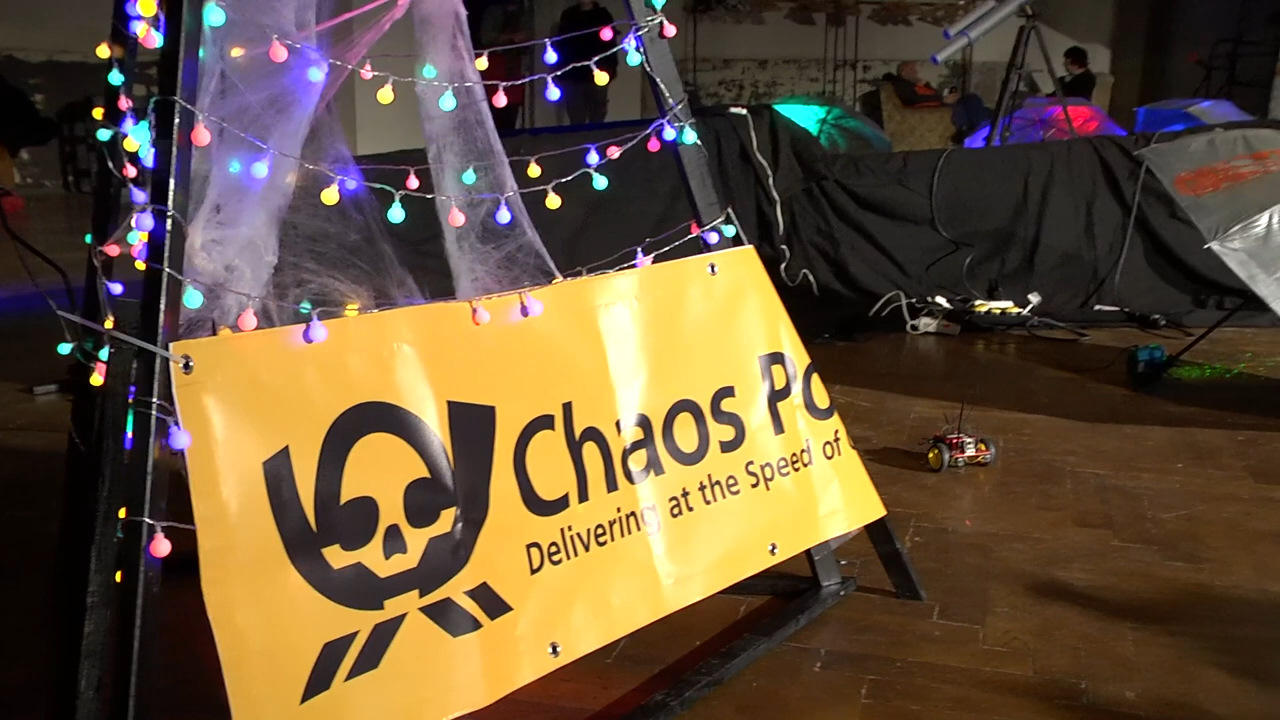 Chaos Po
Delivering at the Speed of